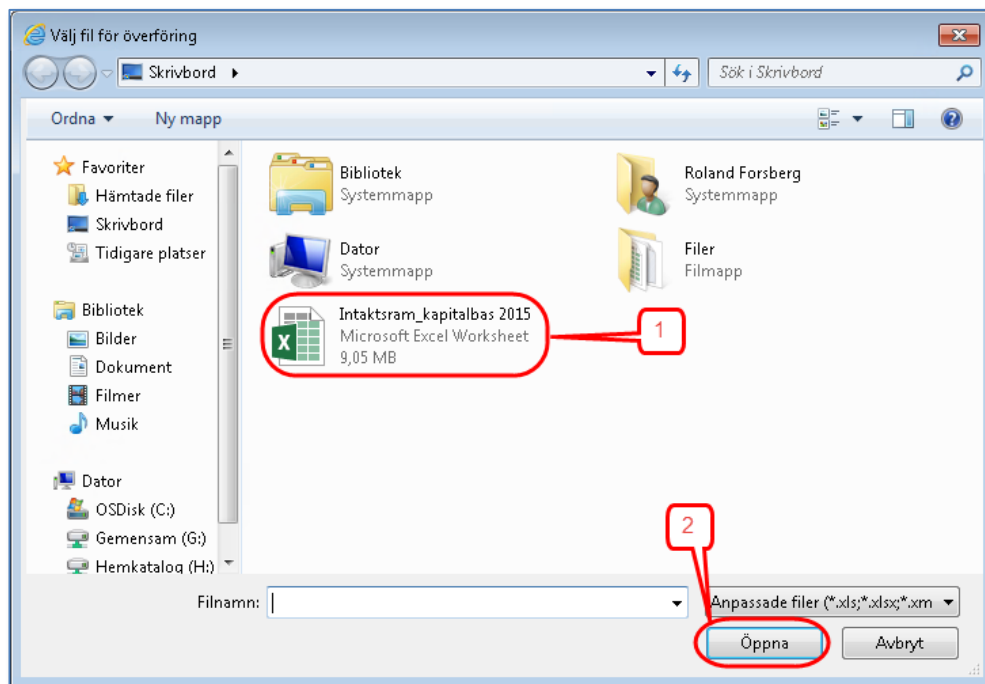 Välj fil för överföring
Skrivbord
Sök i Skrivbord
Ordna
Ny mapp
Favoriter
Hämtade filer
Skrivbord
Tidigare platser
Bibliotek
Bilder
Dokument
Filmer
Musik
Dator
OSDisk (C:)
Gemensam (G:)
Hemkatalog (H:)
Bibliotek
Systemmapp
Roland Forsberg
Systemmapp
Dator
Systemmapp
Filer
Filmapp
Intaktsram_kapitalbas 2015
Microsoft Excel Worksheet
9,05 MB
1
2
Filnamn:
Anpassade filer (*.xls;*.xlsx;*.xm
Öppna
Avbryt